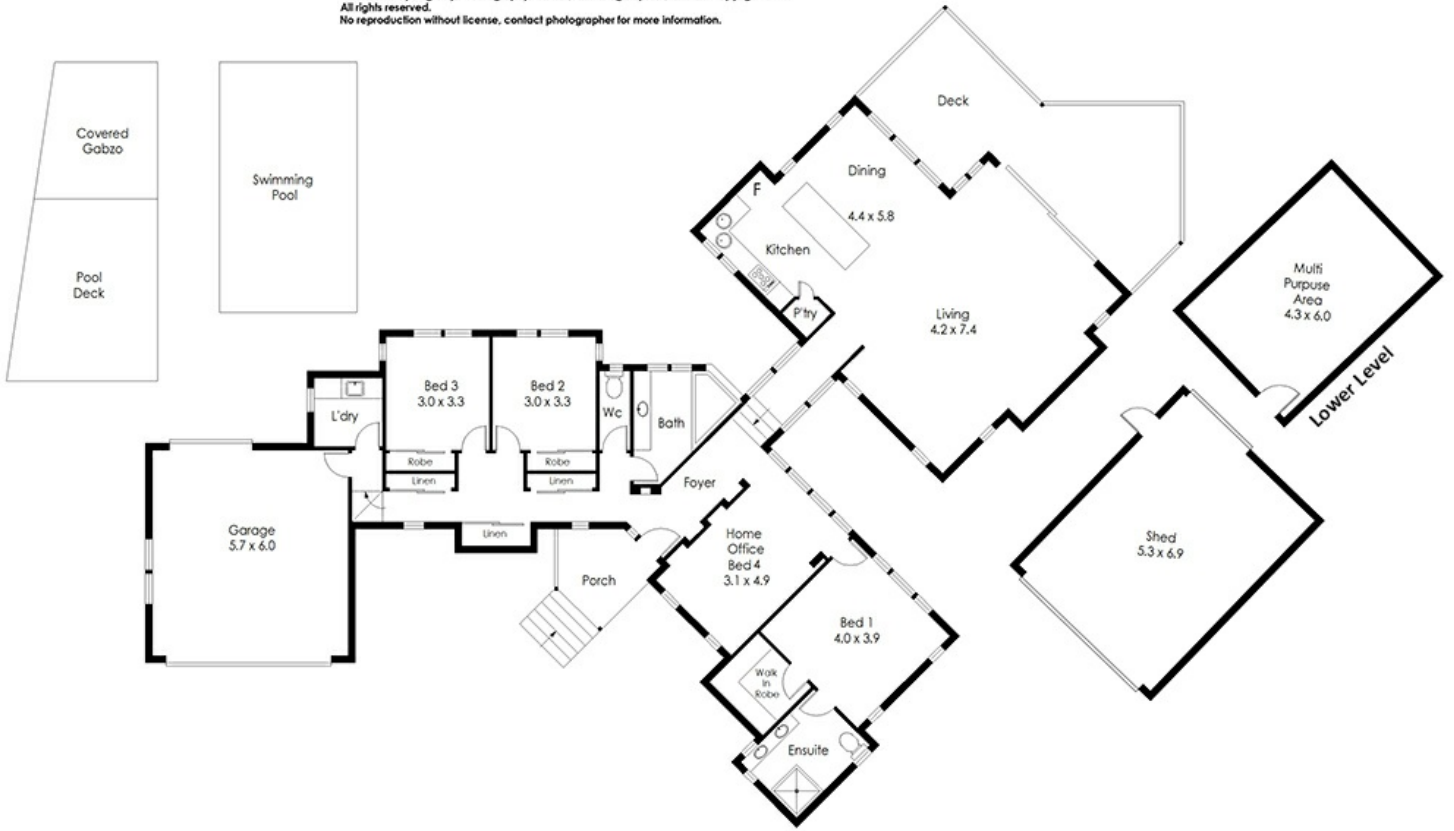 All rights reserved.
No reproduction without license, contact photographer for more information.
Covered
Gabzo
Swimming
Pool
Pool
Deck
Deck
Dining
4.4 x 5.8
F
Kitchen
P'try
Living
4.2 x 7.4
Multi
Purpuse
Area
4.3 x 6.0
Lower Level
Bed 3
3.0 x 3.3
Bed 2
3.0 x 3.3
L'dry
Wc
Bath
Robe
Robe
Linen
Linen
Linen
Foyer
Garage
5.7 x 6.0
Porch
Home
Office
Bed 4
3.1 x 4.9
Shed
5.3 x 6.9
Bed 1
4.0 x 3.9
Walk
In
Robe
Ensuite